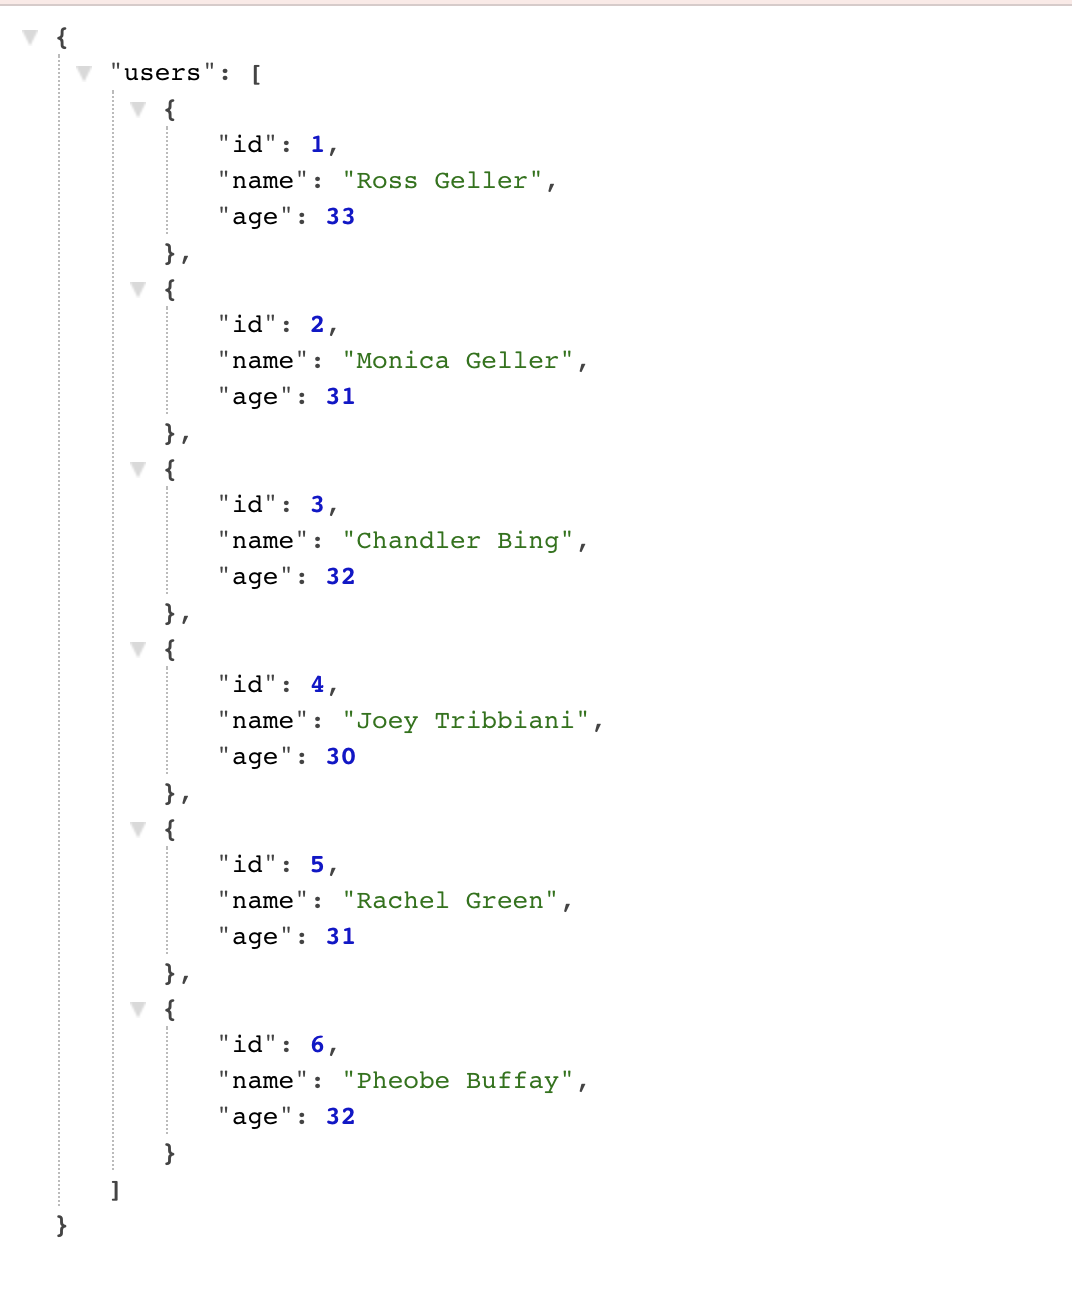 {
"users": [
{
"id": 1,
"name": "Ross Geller",
"age": 33
},
{
"id": 2,
"name": "Monica Geller",
"age": 31
},
{
"id": 3,
"name": "Chandler Bing",
"age": 32
},
{
"id": 4,
"name": "Joey Tribbiani",
"age": 30
},
{
"id": 5,
"name": "Rachel Green",
"age": 31
},
{
"id": 6,
"name": "Pheobe Buffay",
"age": 32
}
]
}